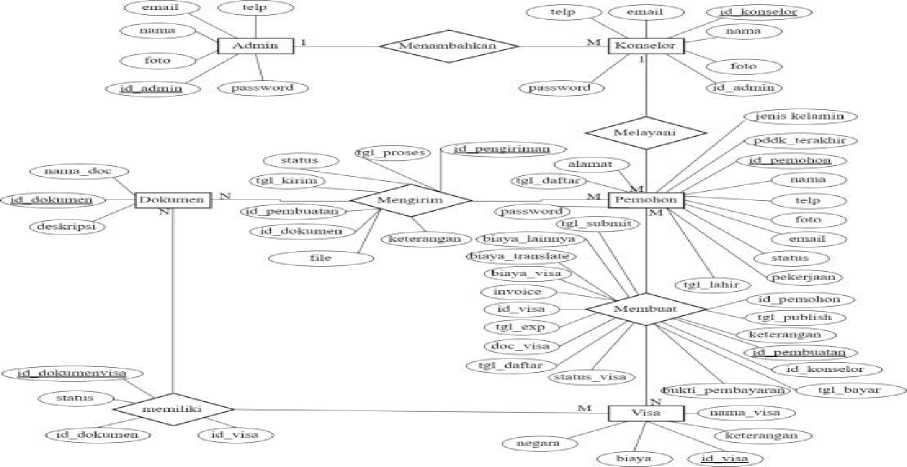 email
telp
telp
email
id_konselor
nama
nama
Admin
1
Menambahkan
M
Konselor
1
foto
foto
id_admin
password
password
id_admin
jenis kelamin
Melayani
pddk_terakhir
tgl_proses
id_pengiriman
status
alamat
id_pemohon
nama_doc
tgl_kirim
tgl_daftar
nama
M
id_dokumen
Dokumen
N
Mengirim
M
Pemohon
telp
N
id_pembuatan
password
M
foto
deskripsi
id_dokumen
keterangan
tgl_submit
biaya_lainnya
email
file
biaya_translate
status
biaya_visa
pekerjaan
tgl_lahir
invoice
id_pemohon
id_visa
Membuat
tgl_publish
tgl_exp
keterangan
doc_visa
id_pembuatan
tgl_daftar
id_konselor
id_dokumenvisa
status_visa
bukti_pembayaran
tgl_bayar
status
memiliki
M
N
Visa
nama_visa
id_dokumen
id_visa
negara
keterangan
biaya
id_visa